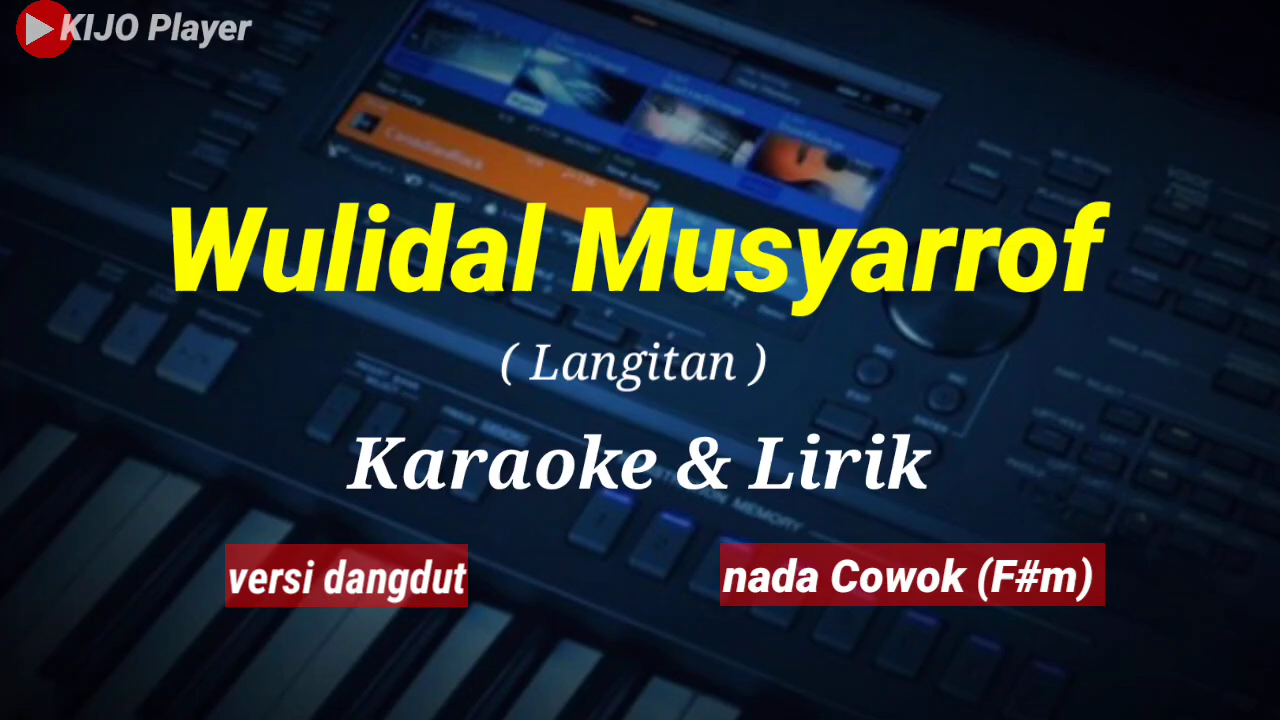 KIJO Player
Wulidal Musyarrof
( Langitan )
Karaoke & Lirik
versi dangdut
nada Cowok (F#m)